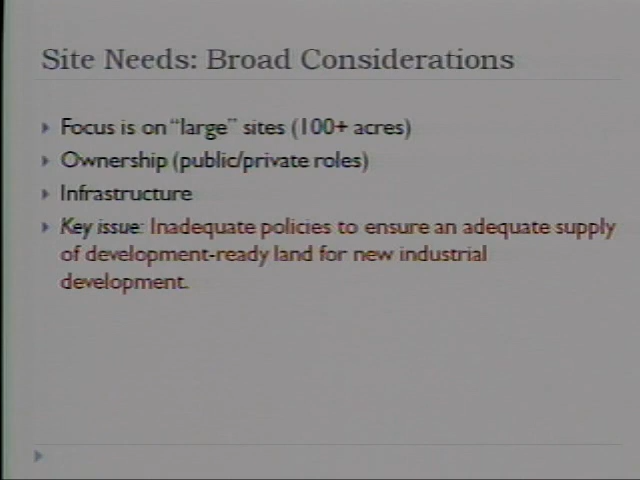 Site Needs: Broad Considerations
Focus is on “large” sites (100+ acres)
Ownership (public/private roles)
Infrastructure
Key issue: Inadequate policies to ensure an adequate supply
of development-ready land for new industrial
development.